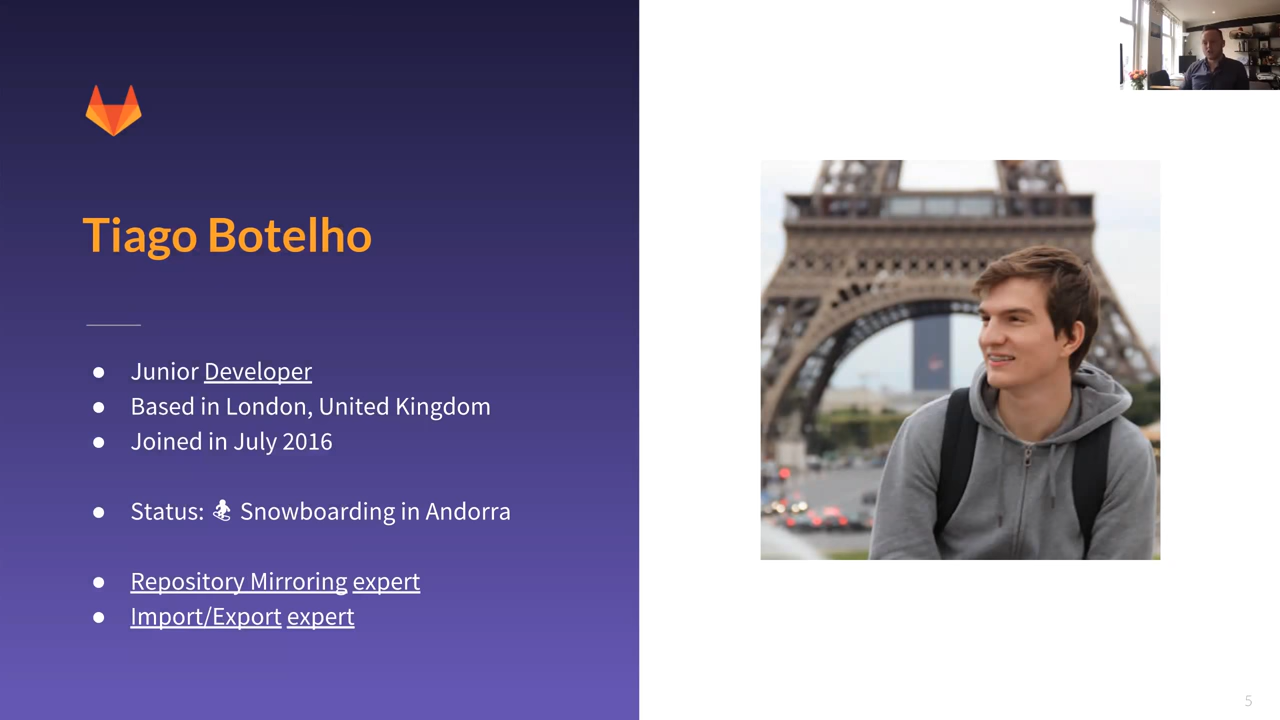 Tiago Botelho
● Junior Developer
● Based in London, United Kingdom
● Joined in July 2016
● Status: 🏂 Snowboarding in Andorra
● Repository Mirroring expert
● Import/Export expert
5